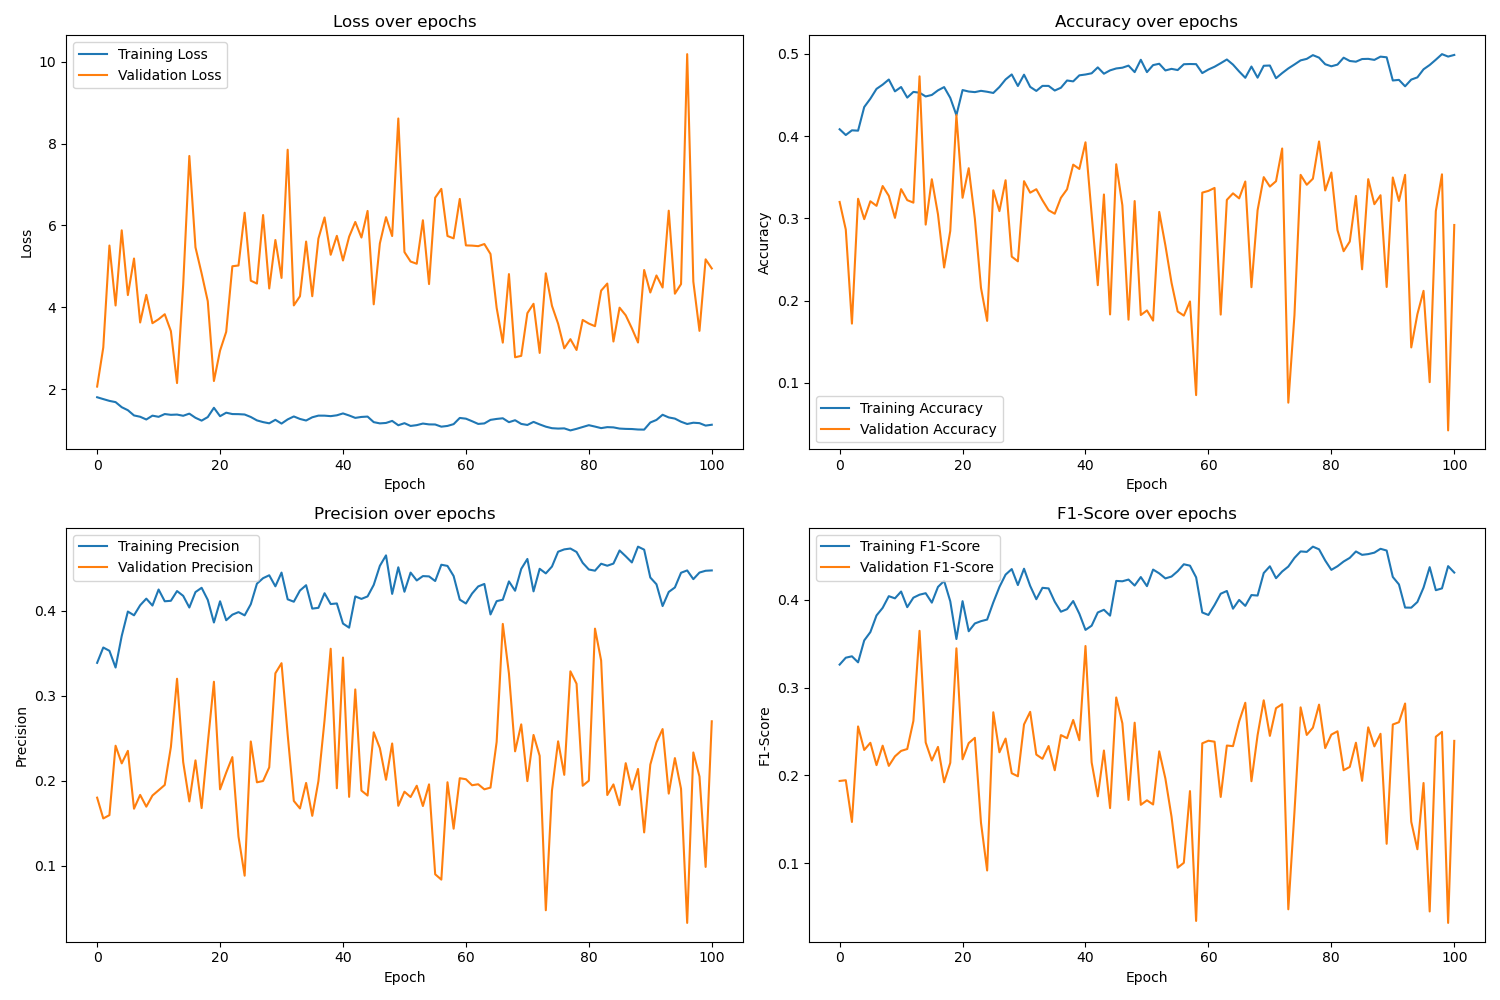 Loss over epochs
Training Loss
Validation Loss
10
8
6
4
2
Loss
0 20 40 60 80 100
Epoch
Accuracy over epochs
0.5
0.4
0.3
0.2
0.1
Accuracy
Training Accuracy
Validation Accuracy
0 20 40 60 80 100
Epoch
Precision over epochs
Training Precision
Validation Precision
0.4
0.3
0.2
0.1
Precision
0 20 40 60 80 100
Epoch
F1-Score over epochs
Training F1-Score
Validation F1-Score
0.4
0.3
0.2
0.1
F1-Score
0 20 40 60 80 100
Epoch